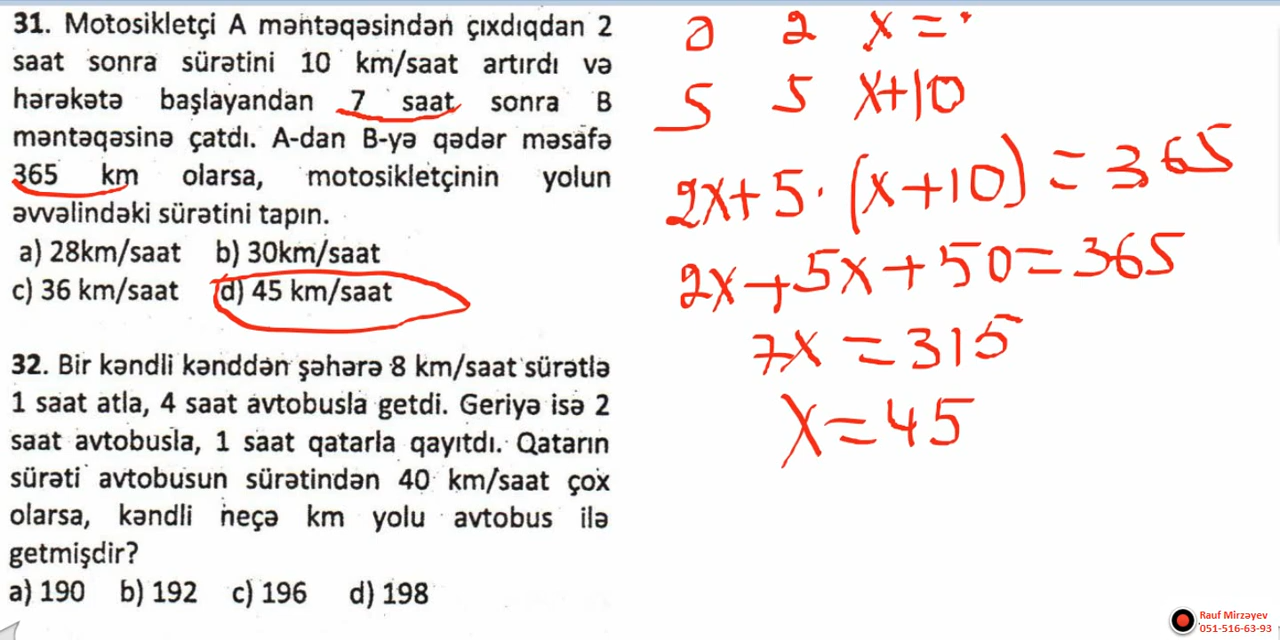 31. Motosikletçi A məntəqəsindən çıxdıqdan 2
saat sonra sürətini 10 km/saat artırdı və
hərəkətə başlayandan 7 saat sonra B
məntəqəsinə çatdı. A-dan B-yə qədər məsafə
365 km olarsa, motosikletçinin yolun
əvvəlindəki sürətini tapın.
a) 28km/saat b) 30km/saat
c) 36 km/saat d) 45 km/saat
32. Bir kəndli kənddən şəhərə 8 km/saat sürətlə
1 saat atla, 4 saat avtobusla getdi. Geriyə isə 2
saat avtobusla, 1 saat qatarla qayıtdı. Qatarın
sürəti avtobusun sürətindən 40 km/saat çox
olarsa, kəndli neçə km yolu avtobus ilə
getmişdir?
a) 190 b) 192 c) 196 d) 198
2 x =
5 5 x+10
2x+5·(x+10)=365
2x+5x+50=365
7x=315
x=45
Rauf Mirzəyev
051-516-63-93